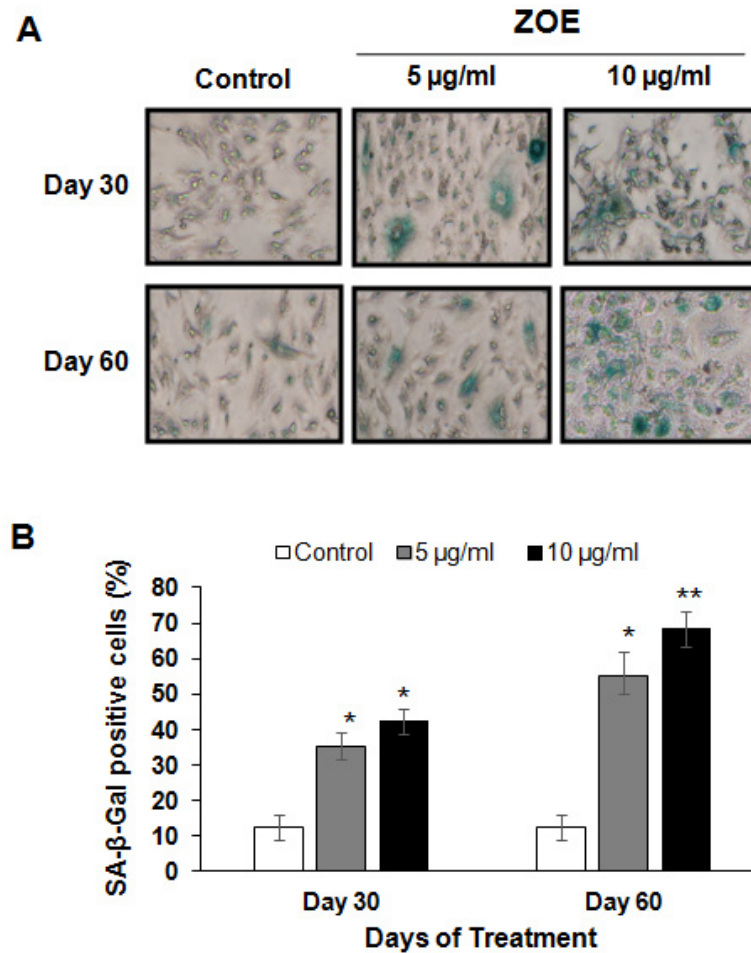 A
ZOE
Control
5 µg/ml
10 µg/ml
Day 30
Day 60
B
Control
5 µg/ml
10 µg/ml
SA-β-Gal positive cells (%)
80
70
60
50
40
30
20
10
0
*
*
*
**
Day 30
Day 60
Days of Treatment